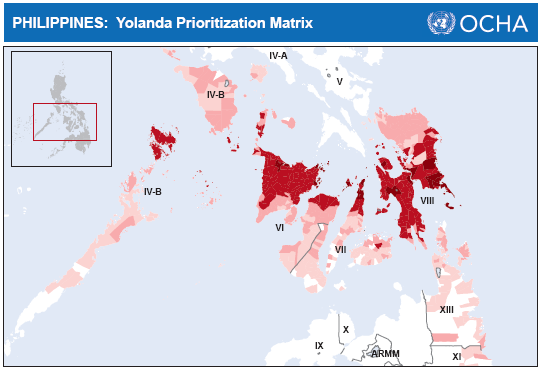 PHILIPPINES: Yolanda Prioritization Matrix
OCHA
IV-A
V
IV-B
IV-B
VIII
VI
VII
XIII
X
IX
ARMM
XI